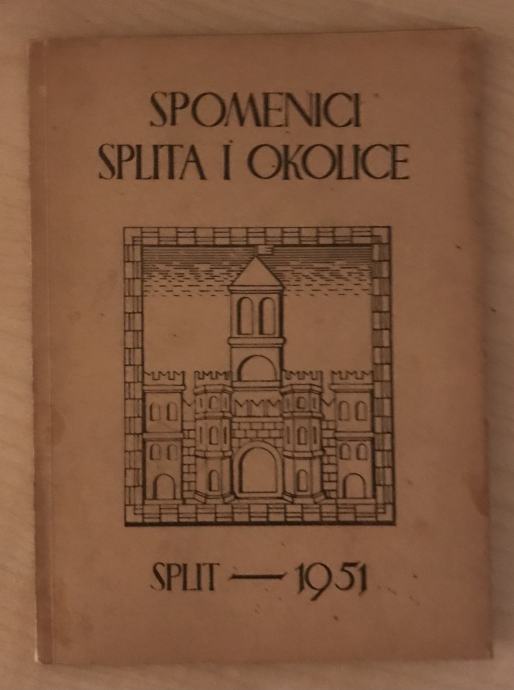 SPOMENICI
SPLITA I OKOLICE
SPLIT — 1951